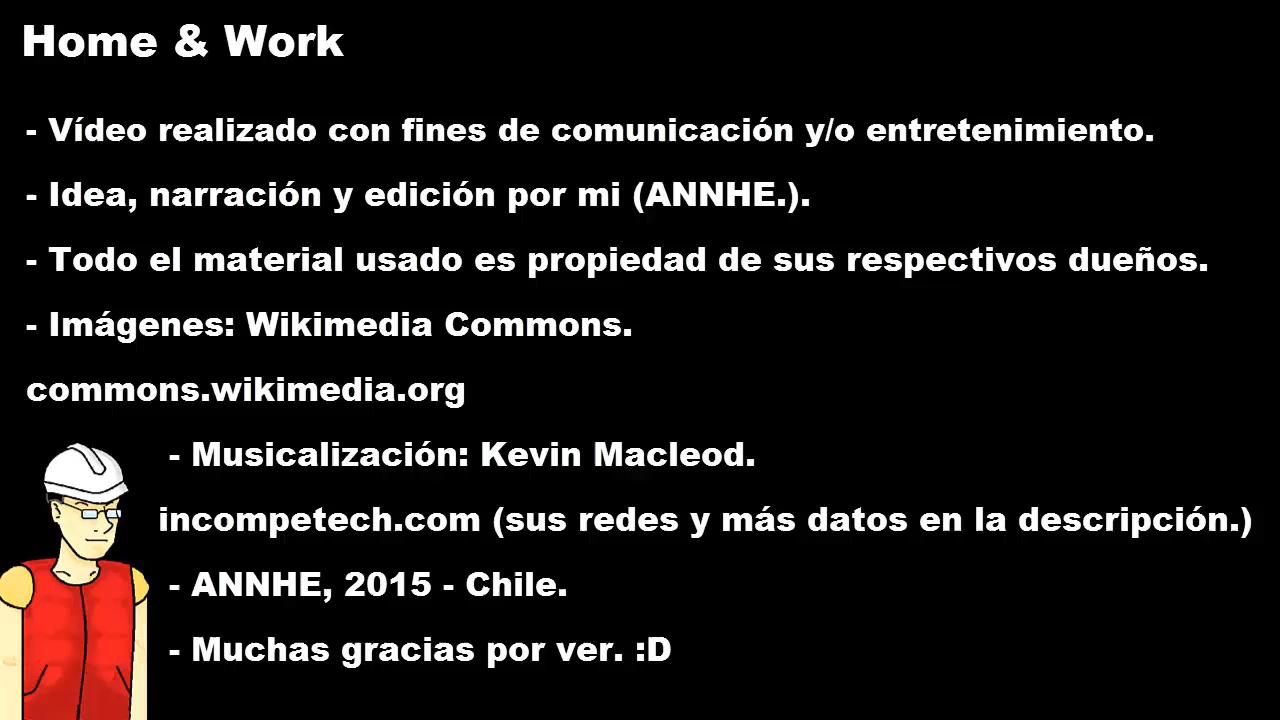 Home & Work
- Vídeo realizado con fines de comunicación y/o entretenimiento.
- Idea, narración y edición por mi (ANNHE.).
- Todo el material usado es propiedad de sus respectivos dueños.
- Imágenes: Wikimedia Commons.
commons.wikimedia.org
- Musicalización: Kevin Macleod.
incompetech.com (sus redes y más datos en la descripción.)
- ANNHE, 2015 - Chile.
- Muchas gracias por ver. :D